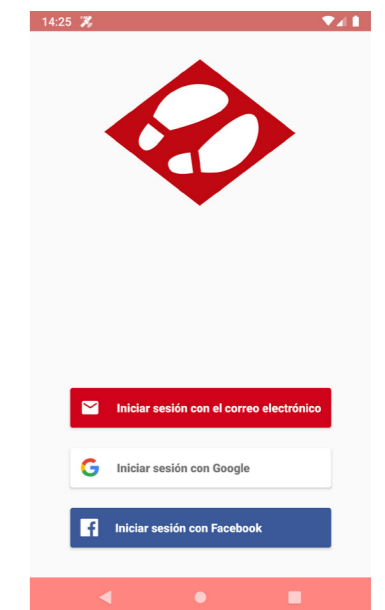 14:25
Iniciar sesión con el correo electrónico
Iniciar sesión con Google
Iniciar sesión con Facebook